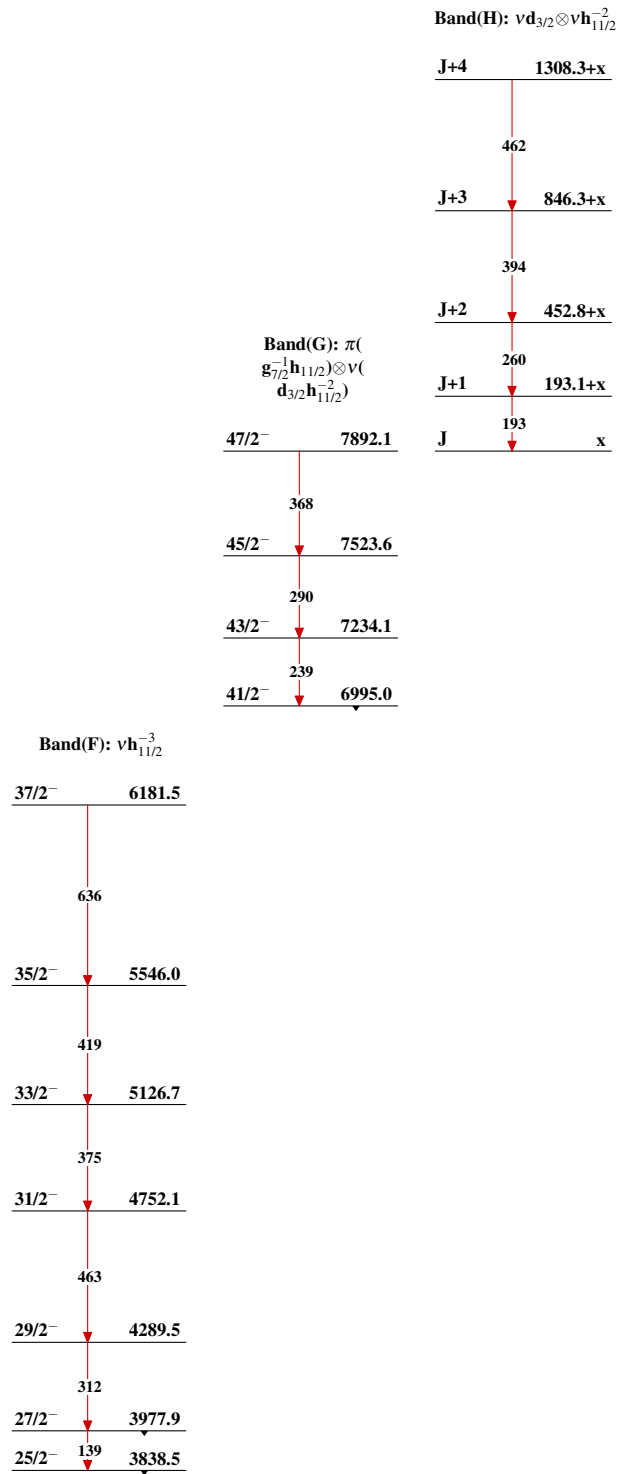 Band(H): νd₃/₂⊗νh₁₁/₂⁻²
J+4 1308.3+x
462
J+3 846.3+x
394
J+2 452.8+x
260
J+1 193.1+x
193
J x
Band(G): π(
g₇/₂⁻¹h₁₁/₂)⊗ν(
d₃/₂h₁₁/₂⁻²)
47/2⁻ 7892.1
368
45/2⁻ 7523.6
290
43/2⁻ 7234.1
239
41/2⁻ 6995.0
Band(F): νh₁₁/₂⁻³
37/2⁻ 6181.5
636
35/2⁻ 5546.0
419
33/2⁻ 5126.7
375
31/2⁻ 4752.1
463
29/2⁻ 4289.5
312
27/2⁻ 3977.9
139
25/2⁻ 3838.5